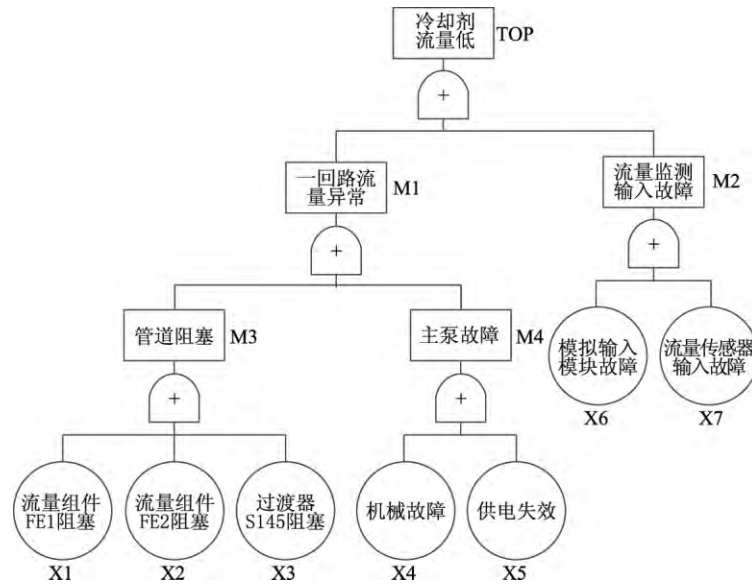 冷却剂
流量低
TOP
+
一回路流
量异常
M1
流量监测
输入故障
M2
+
+
管道阻塞
M3
主泵故障
M4
模拟输入
模块故障
流量传感器
输入故障
X6
X7
+
+
流量组件
FE1阻塞
流量组件
FE2阻塞
过渡器
S145阻塞
机械故障
供电失效
X1
X2
X3
X4
X5